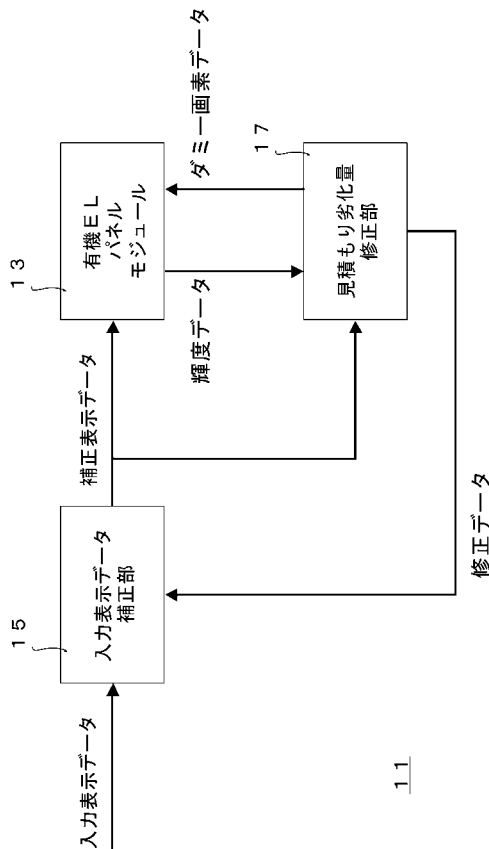 入力表示データ
15
入力表示データ
補正部
補正表示データ
13
有機EL
パネル
モジュール
輝度データ
ダミー画素データ
17
見積もり劣化量
修正部
修正データ
11